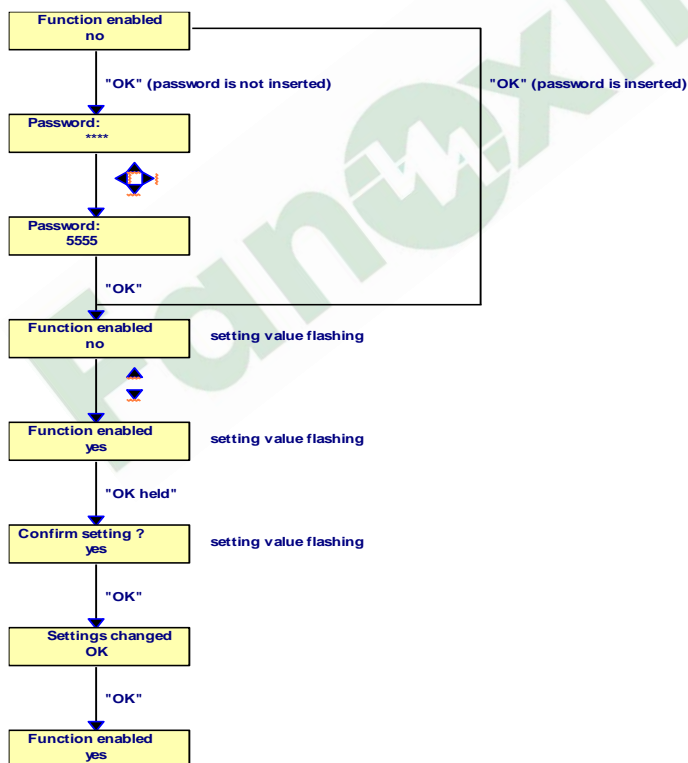 Function enabled
no
"OK" (password is not inserted)
"OK" (password is inserted)
Password:
****
Password:
5555
"OK"
Function enabled
no
setting value flashing
Function enabled
yes
setting value flashing
"OK held"
Confirm setting ?
yes
setting value flashing
"OK"
Settings changed
OK
"OK"
Function enabled
yes